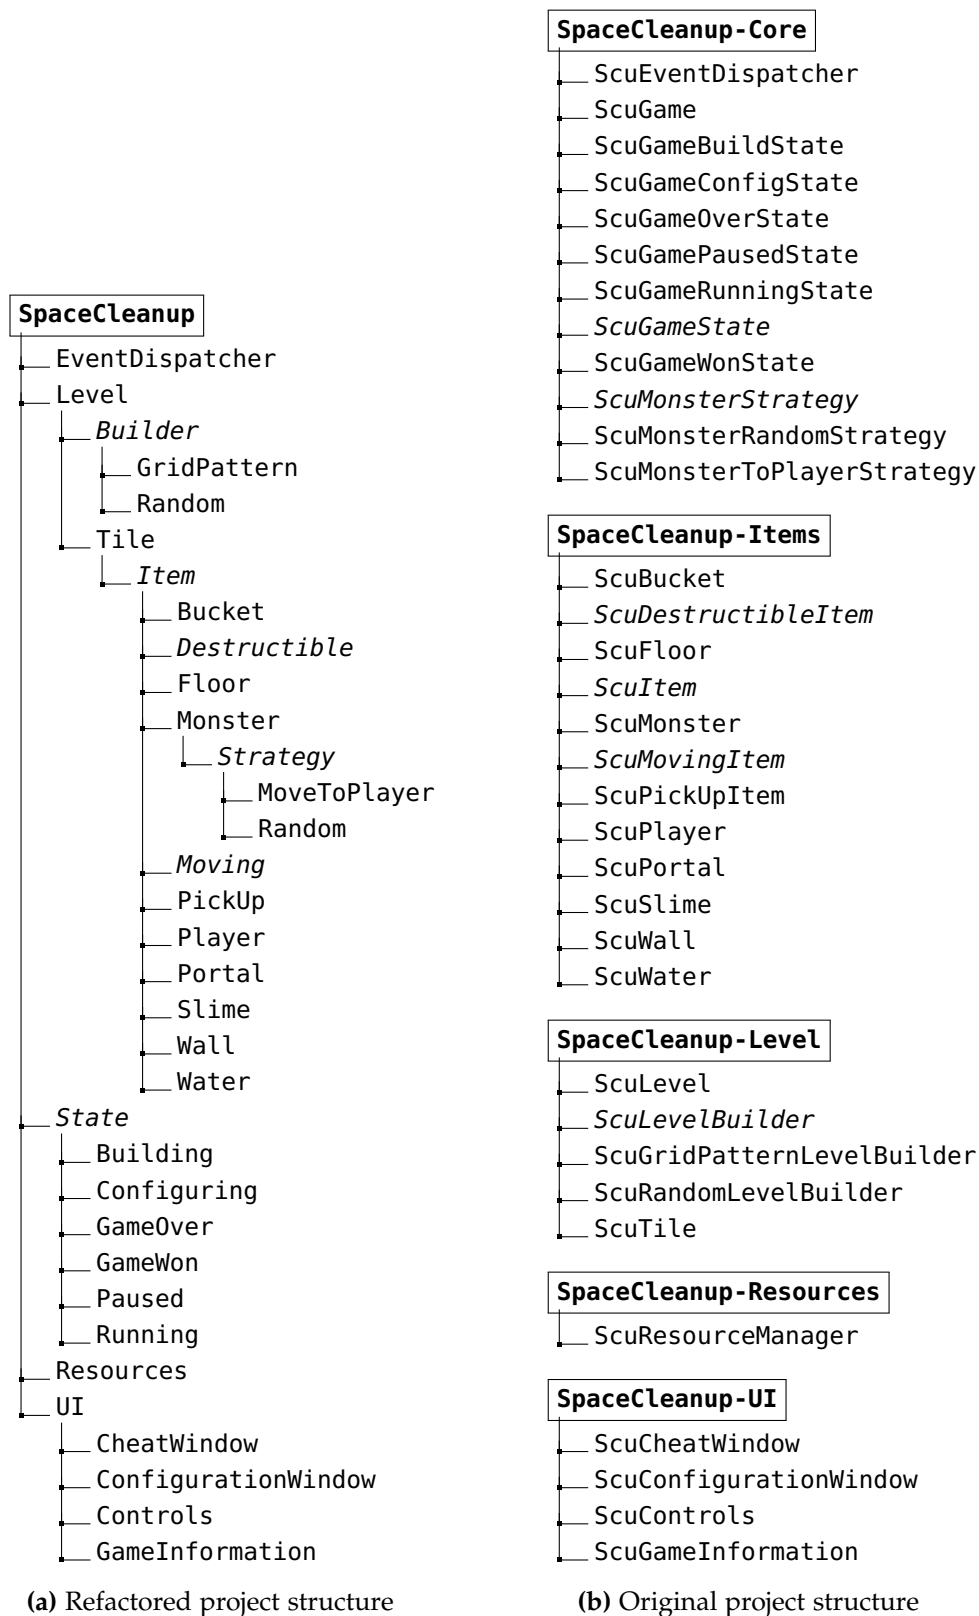 SpaceCleanup
EventDispatcher
Level
Builder
GridPattern
Random
Tile
Item
Bucket
Destructible
Floor
Monster
Strategy
MoveToPlayer
Random
Moving
PickUp
Player
Portal
Slime
Wall
Water
State
Building
Configuring
GameOver
GameWon
Paused
Running
Resources
UI
CheatWindow
ConfigurationWindow
Controls
GameInformation
(a) Refactored project structure
SpaceCleanup-Core
ScuEventDispatcher
ScuGame
ScuGameBuildState
ScuGameConfigState
ScuGameOverState
ScuGamePausedState
ScuGameRunningState
ScuGameState
ScuGameWonState
ScuMonsterStrategy
ScuMonsterRandomStrategy
ScuMonsterToPlayerStrategy
SpaceCleanup-Items
ScuBucket
ScuDestructibleItem
ScuFloor
ScuItem
ScuMonster
ScuMovingItem
ScuPickUpItem
ScuPlayer
ScuPortal
ScuSlime
ScuWall
ScuWater
SpaceCleanup-Level
ScuLevel
ScuLevelBuilder
ScuGridPatternLevelBuilder
ScuRandomLevelBuilder
ScuTile
SpaceCleanup-Resources
ScuResourceManager
SpaceCleanup-UI
ScuCheatWindow
ScuConfigurationWindow
ScuControls
ScuGameInformation
(b) Original project structure